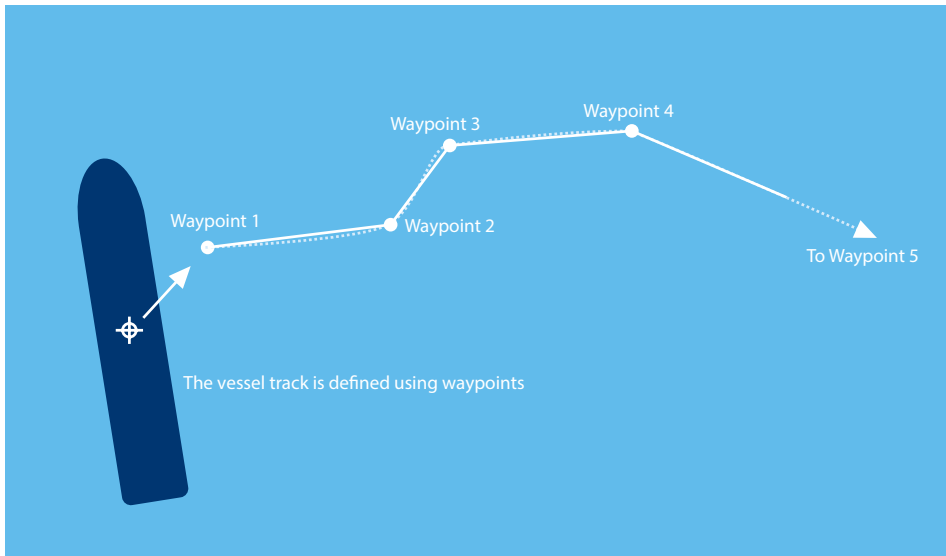 Waypoint 4
Waypoint 3
Waypoint 1
Waypoint 2
To Waypoint 5
The vessel track is defined using waypoints